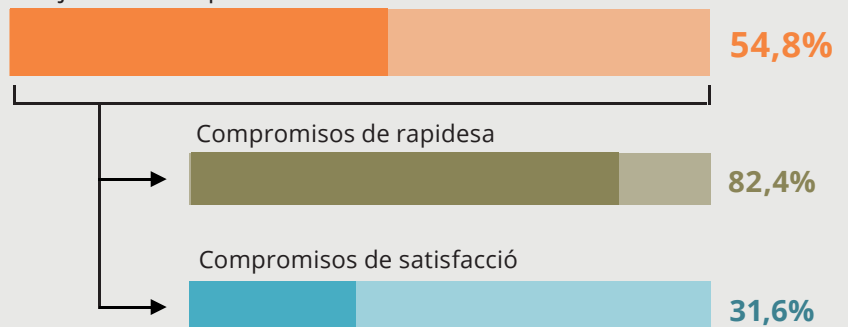 54,8%
Compromisos de rapidesa
82,4%
Compromisos de satisfacció
31,6%